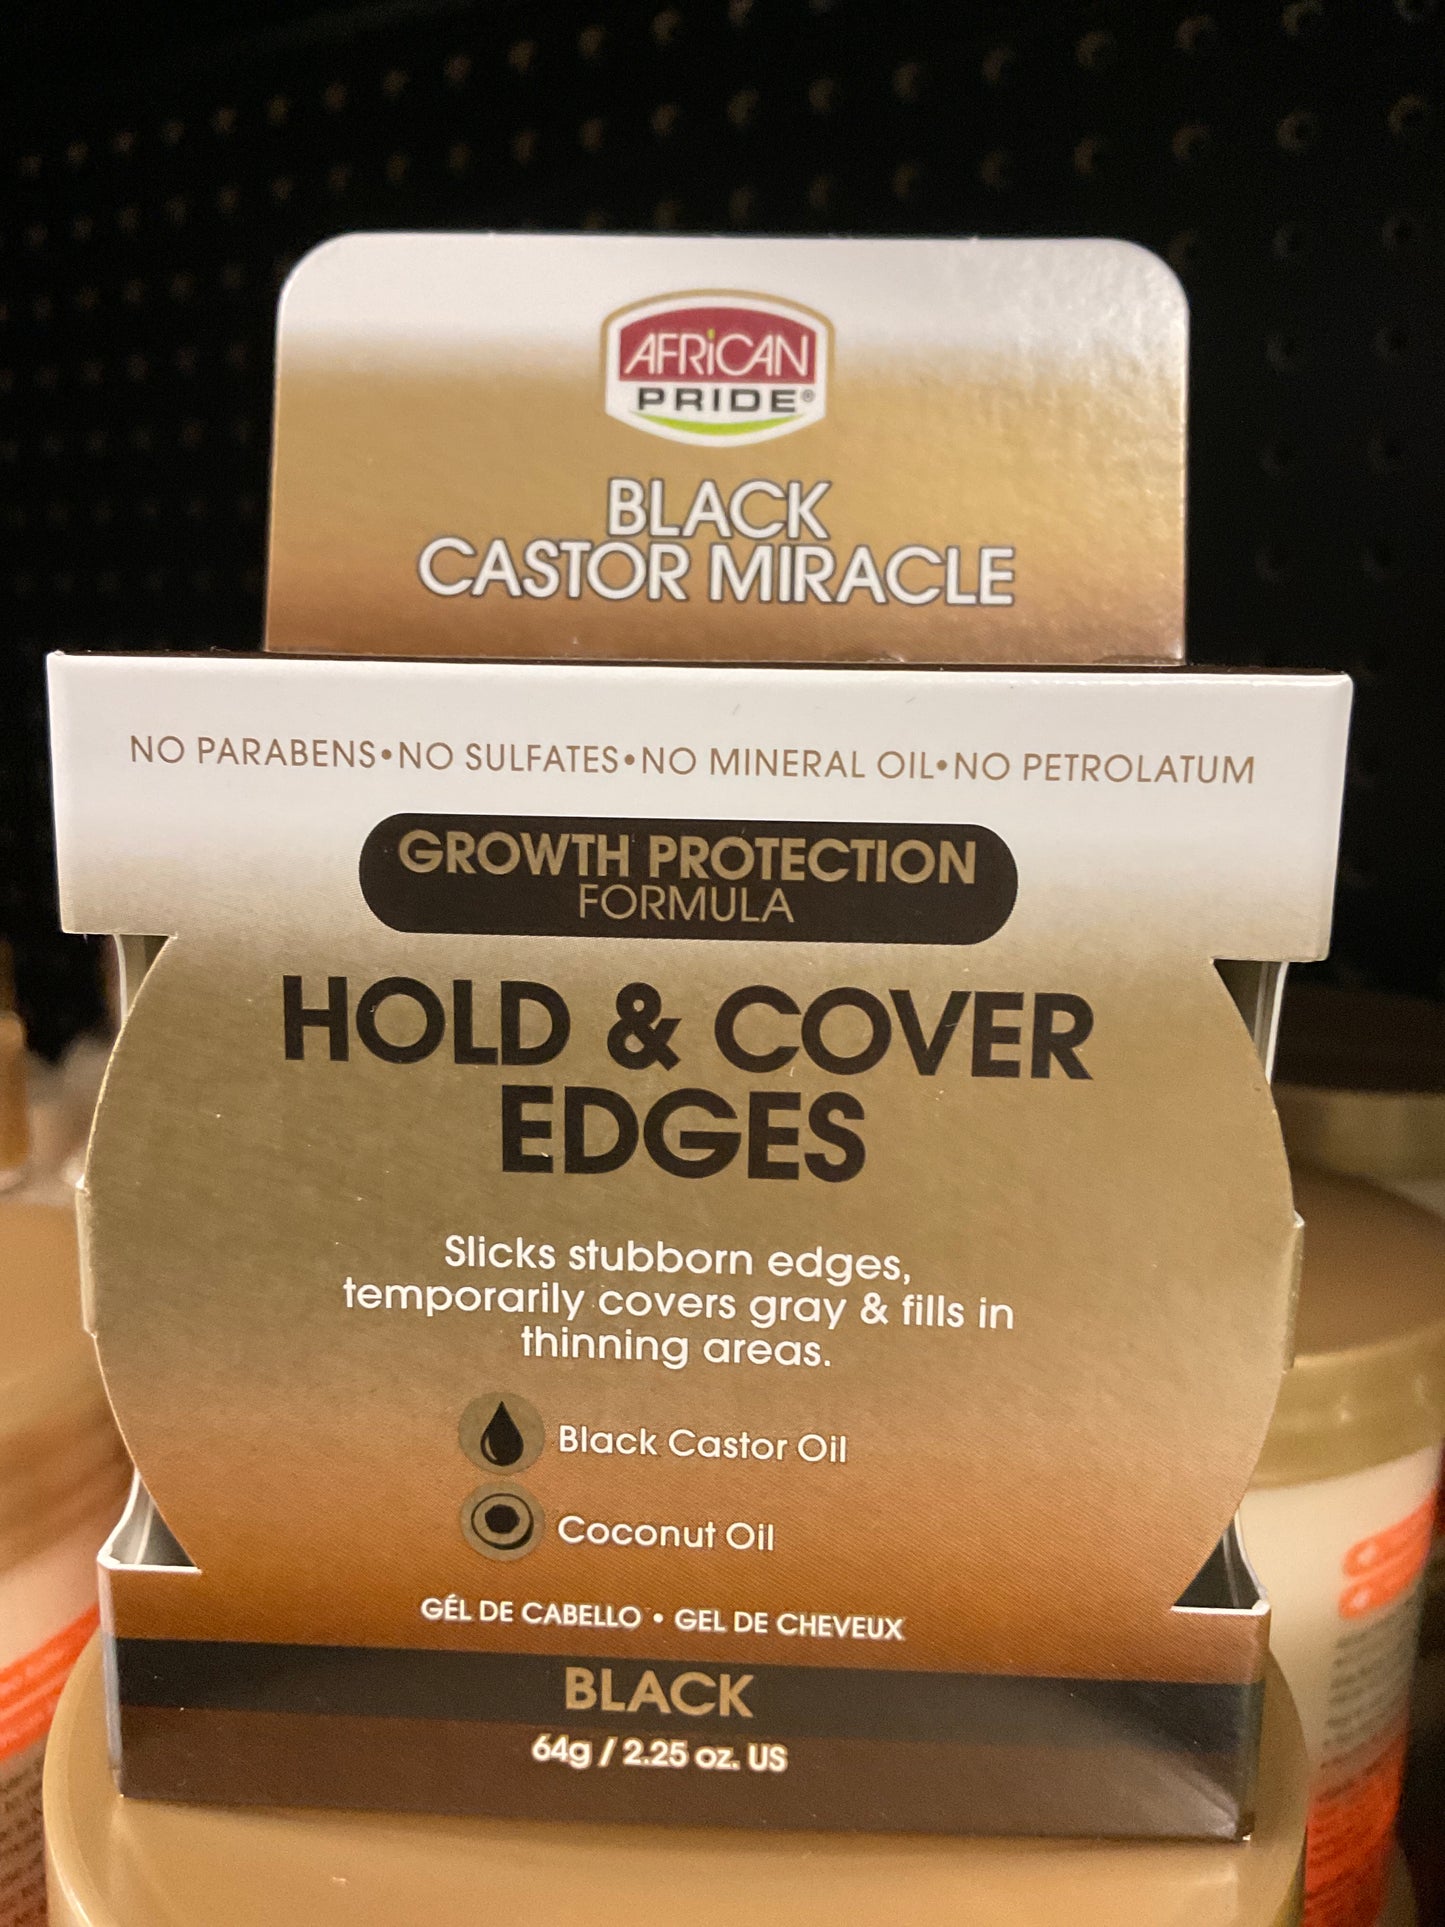 AFRICAN
PRIDE®
BLACK
CASTOR MIRACLE
NO PARABENS•NO SULFATES•NO MINERAL OIL•NO PETROLATUM
GROWTH PROTECTION
FORMULA
HOLD & COVER
EDGES
Slicks stubborn edges,
temporarily covers gray & fills in
thinning areas.
Black Castor Oil
Coconut Oil
GÉL DE CABELLO • GEL DE CHEVEUX
BLACK
64g / 2.25 oz. US